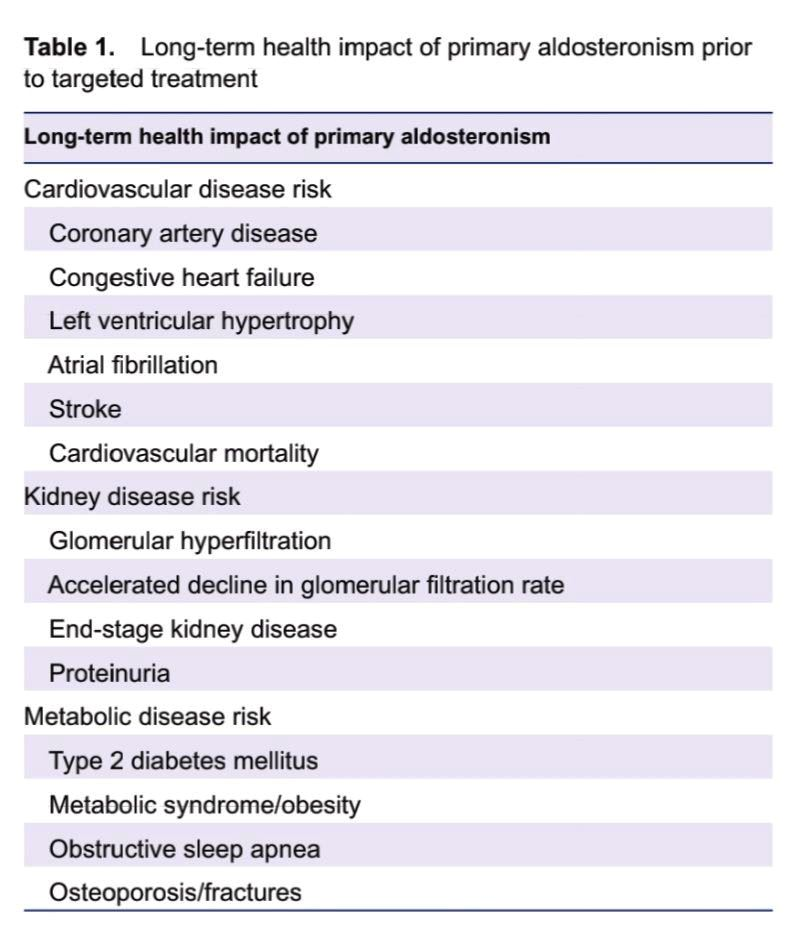 Table 1. Long-term health impact of primary aldosteronism prior
to targeted treatment
Long-term health impact of primary aldosteronism
Cardiovascular disease risk
Coronary artery disease
Congestive heart failure
Left ventricular hypertrophy
Atrial fibrillation
Stroke
Cardiovascular mortality
Kidney disease risk
Glomerular hyperfiltration
Accelerated decline in glomerular filtration rate
End-stage kidney disease
Proteinuria
Metabolic disease risk
Type 2 diabetes mellitus
Metabolic syndrome/obesity
Obstructive sleep apnea
Osteoporosis/fractures